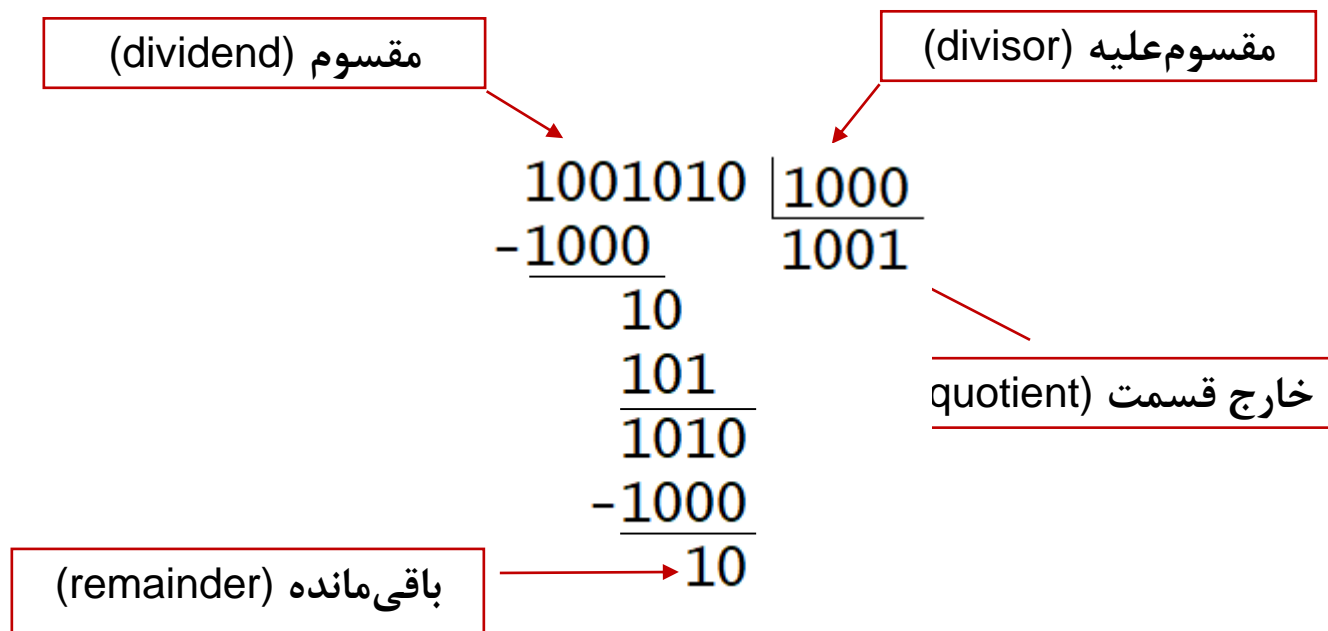 مقسوم (dividend)
مقسوم‌علیه (divisor)
1001010 1000
-1000 1001
10
101
خارج قسمت (quotient
1010
-1000
10
باقی‌مانده (remainder)